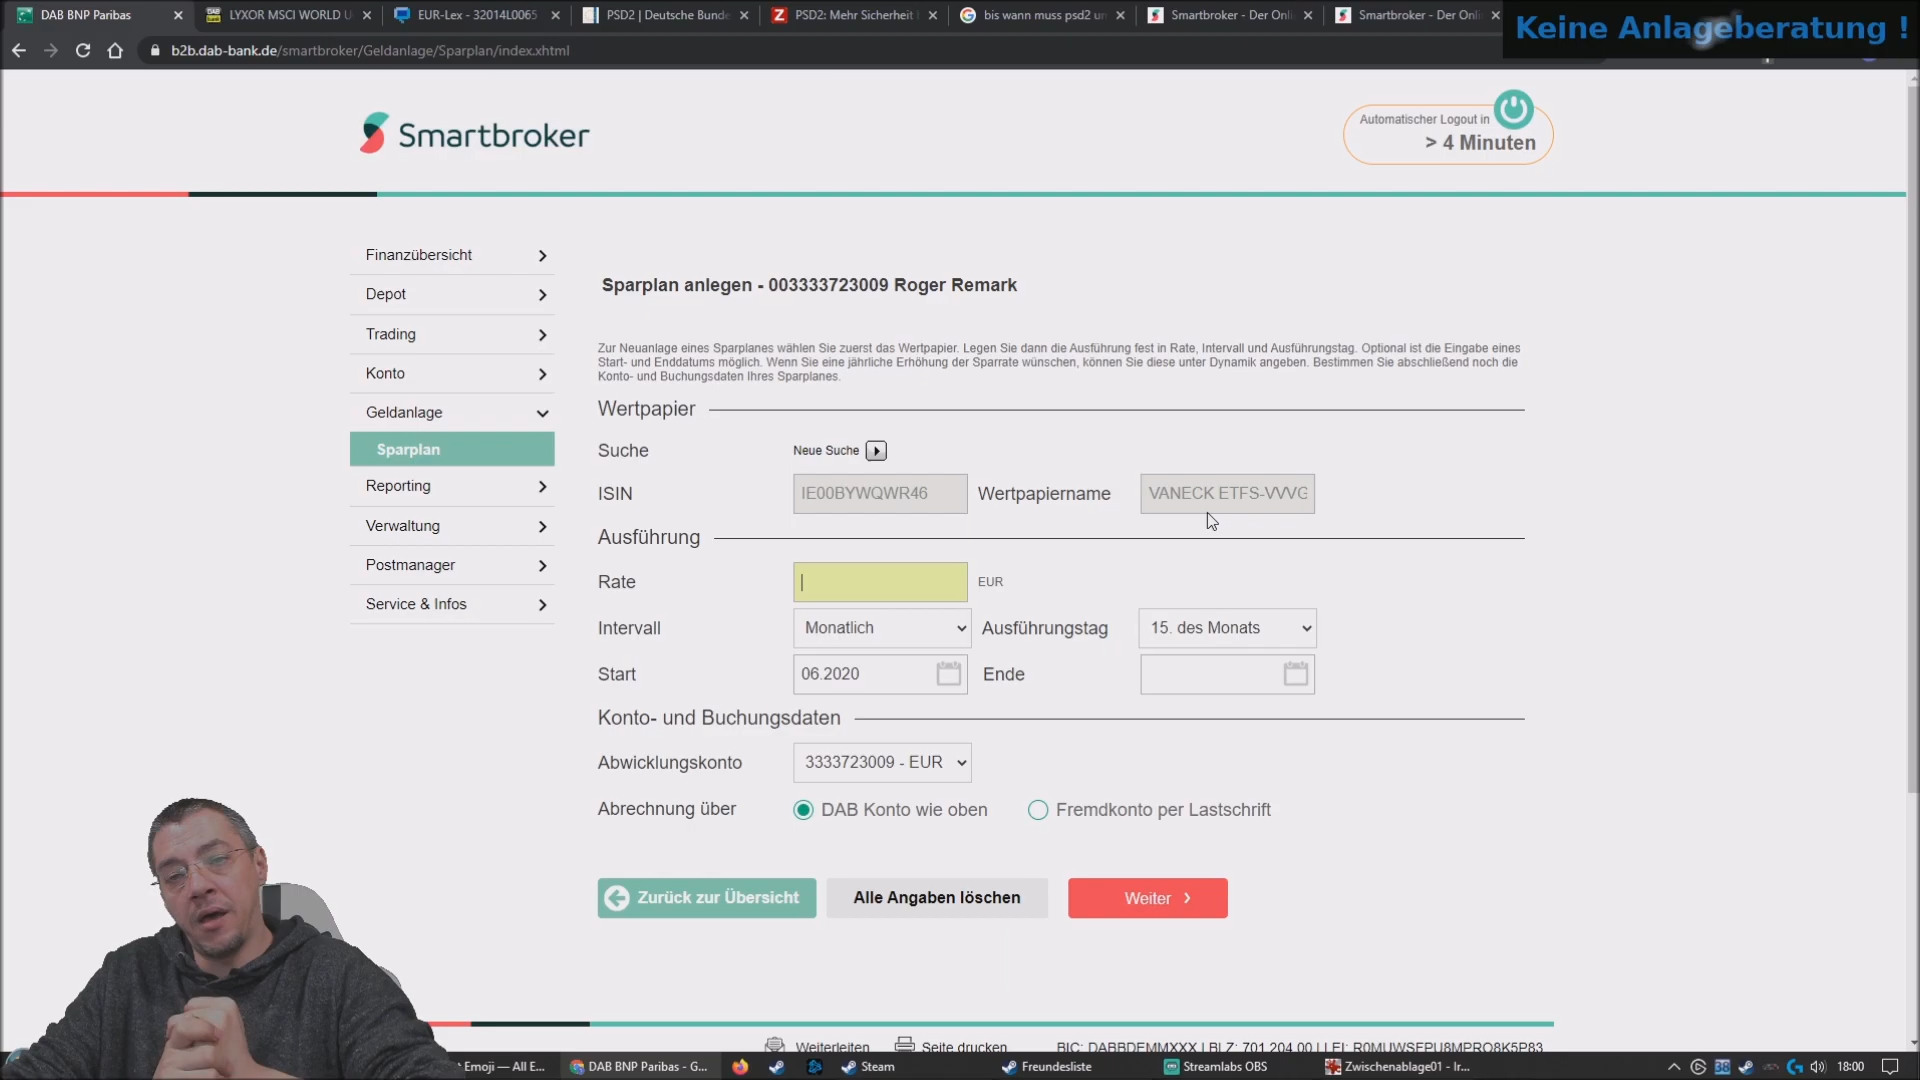 DAB BNP Paribas
LYXOR MSCI WORLD U
EUR-Lex - 32014L0065
PSD2 | Deutsche Bunde
PSD2: Mehr Sicherheit
bis wann muss psd2 un
Smartbroker - Der Onli
Smartbroker - Der Onli
Keine Anlageberatung !
b2b.dab-bank.de/smartbroker/Geldanlage/Sparplan/index.xhtml
Smartbroker
Automatischer Logout in
> 4 Minuten
Finanzübersicht
Depot
Trading
Konto
Geldanlage
Sparplan
Reporting
Verwaltung
Postmanager
Service & Infos
Sparplan anlegen - 003333723009 Roger Remark
Zur Neuanlage eines Sparplanes wählen Sie zuerst das Wertpapier. Legen Sie dann die Ausführung fest in Rate, Intervall und Ausführungstag. Optional ist die Eingabe eines
Start- und Enddatums möglich. Wenn Sie eine jährliche Erhöhung der Sparrate wünschen, können Sie diese unter Dynamik angeben. Bestimmen Sie abschließend noch die
Konto- und Buchungsdaten Ihres Sparplanes.
Wertpapier
Suche Neue Suche
ISIN IE00BYWQWR46 Wertpapiername VANECK ETFS-VVVG
Ausführung
Rate EUR
Intervall Monatlich Ausführungstag 15. des Monats
Start 06.2020 Ende
Konto- und Buchungsdaten
Abwicklungskonto 3333723009 - EUR
Abrechnung über DAB Konto wie oben Fremdkonto per Lastschrift
Zurück zur Übersicht Alle Angaben löschen Weiter
Weiterleiten Seite drucken BIC: DABBDEMMXXX | BLZ: 701 204 00 | LEI: R0MUWSFPU8MPRO8K5P83
Emoji — All E... DAB BNP Paribas - G... Steam Freundesliste Streamlabs OBS Zwischenablage01 - Ir... 38 18:00